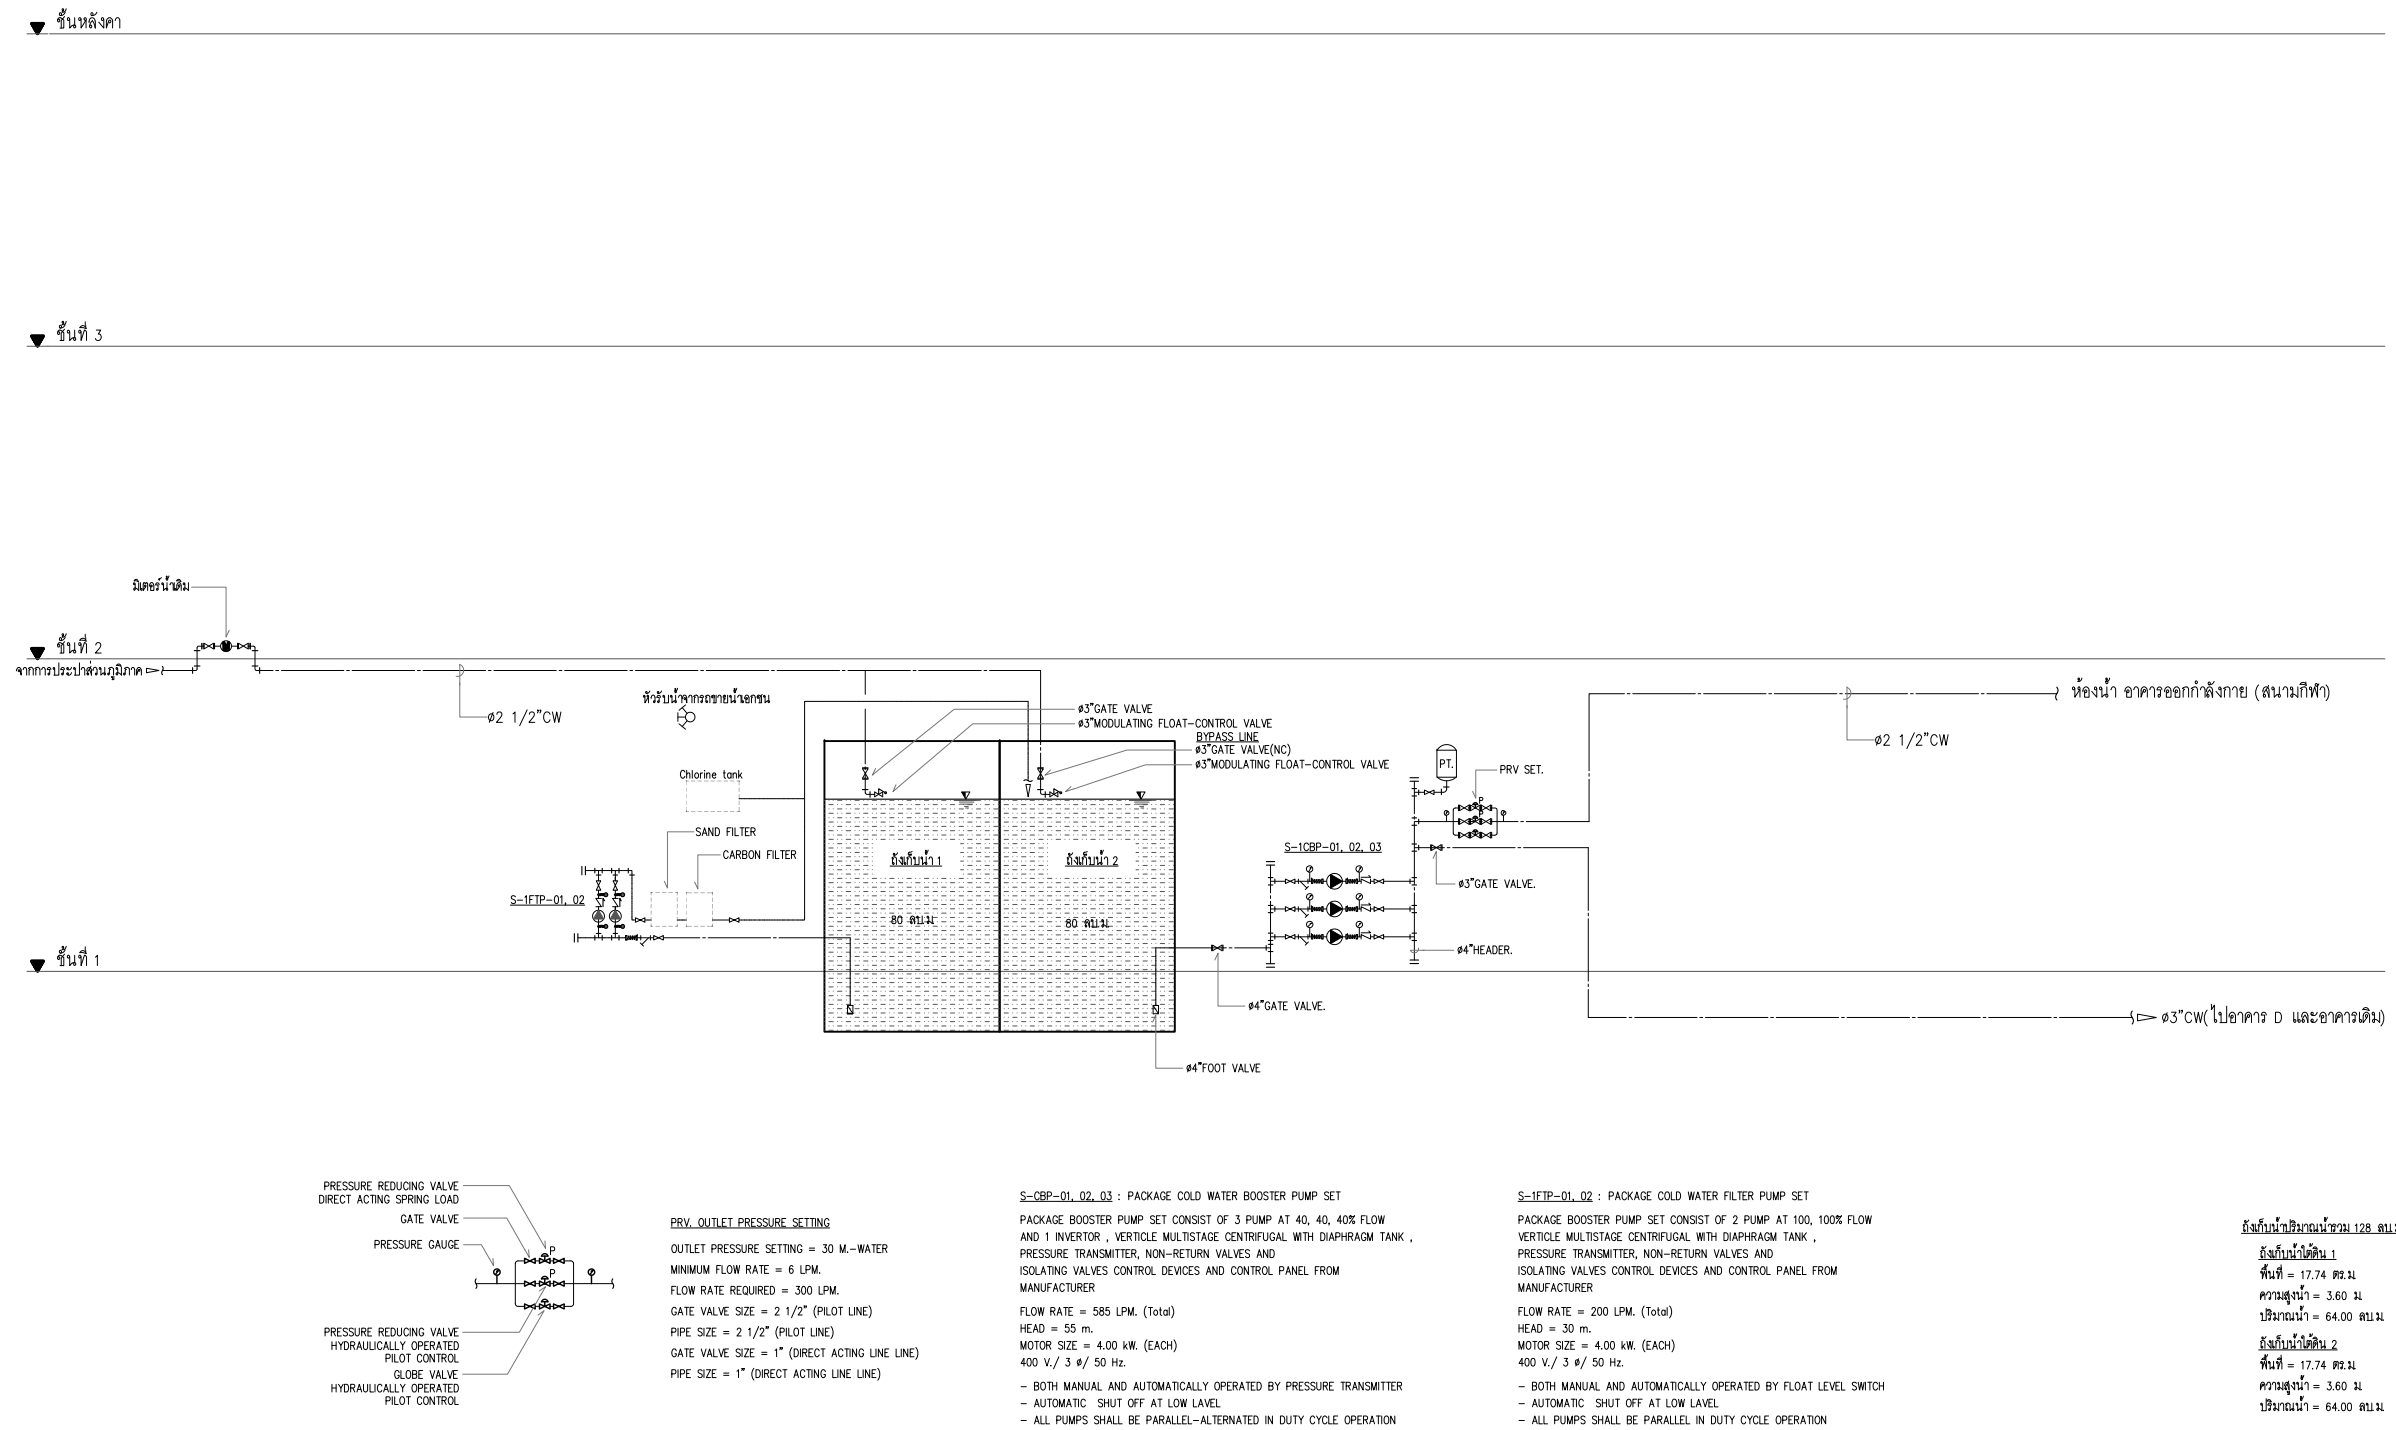 ชั้นหลังคา
ชั้นที่ 3
มิเตอร์น้ำเดิม
ชั้นที่ 2
จากการประปาส่วนภูมิภาค
ø2 1/2"CW
หัวรับน้ำจากรถขายน้ำเอกชน
ห้องน้ำ อาคารออกกำลังกาย (สนามกีฬา)
ø2 1/2"CW
ø3"GATE VALVE
ø3"MODULATING FLOAT-CONTROL VALVE
BYPASS LINE
ø3"GATE VALVE(NC)
ø3"MODULATING FLOAT-CONTROL VALVE
Chlorine tank
PT.
PRV SET.
P
P
SAND FILTER
CARBON FILTER
ถังเก็บน้ำ 1
ถังเก็บน้ำ 2
S-1CBP-01, 02, 03
ø3"GATE VALVE.
S-1FTP-01, 02
80 ลบ.ม.
80 ลบ.ม.
ø4"HEADER.
ชั้นที่ 1
ø4"GATE VALVE.
ø3"CW(ไปอาคาร D และอาคารเดิม)
ø4"FOOT VALVE
PRESSURE REDUCING VALVE
DIRECT ACTING SPRING LOAD
GATE VALVE
PRESSURE GAUGE
P
P
PRESSURE REDUCING VALVE
HYDRAULICALLY OPERATED
PILOT CONTROL
GLOBE VALVE
HYDRAULICALLY OPERATED
PILOT CONTROL
PRV. OUTLET PRESSURE SETTING
OUTLET PRESSURE SETTING = 30 M.-WATER
MINIMUM FLOW RATE = 6 LPM.
FLOW RATE REQUIRED = 300 LPM.
GATE VALVE SIZE = 2 1/2" (PILOT LINE)
PIPE SIZE = 2 1/2" (PILOT LINE)
GATE VALVE SIZE = 1" (DIRECT ACTING LINE LINE)
PIPE SIZE = 1" (DIRECT ACTING LINE LINE)
S-CBP-01, 02, 03 : PACKAGE COLD WATER BOOSTER PUMP SET
PACKAGE BOOSTER PUMP SET CONSIST OF 3 PUMP AT 40, 40, 40% FLOW
AND 1 INVERTOR , VERTICLE MULTISTAGE CENTRIFUGAL WITH DIAPHRAGM TANK ,
PRESSURE TRANSMITTER, NON-RETURN VALVES AND
ISOLATING VALVES CONTROL DEVICES AND CONTROL PANEL FROM
MANUFACTURER
FLOW RATE = 585 LPM. (Total)
HEAD = 55 m.
MOTOR SIZE = 4.00 kW. (EACH)
400 V./ 3 ø/ 50 Hz.
- BOTH MANUAL AND AUTOMATICALLY OPERATED BY PRESSURE TRANSMITTER
- AUTOMATIC SHUT OFF AT LOW LAVEL
- ALL PUMPS SHALL BE PARALLEL-ALTERNATED IN DUTY CYCLE OPERATION
S-1FTP-01, 02 : PACKAGE COLD WATER FILTER PUMP SET
PACKAGE BOOSTER PUMP SET CONSIST OF 2 PUMP AT 100, 100% FLOW
VERTICLE MULTISTAGE CENTRIFUGAL WITH DIAPHRAGM TANK ,
PRESSURE TRANSMITTER, NON-RETURN VALVES AND
ISOLATING VALVES CONTROL DEVICES AND CONTROL PANEL FROM
MANUFACTURER
FLOW RATE = 200 LPM. (Total)
HEAD = 30 m.
MOTOR SIZE = 4.00 kW. (EACH)
400 V./ 3 ø/ 50 Hz.
- BOTH MANUAL AND AUTOMATICALLY OPERATED BY FLOAT LEVEL SWITCH
- AUTOMATIC SHUT OFF AT LOW LAVEL
- ALL PUMPS SHALL BE PARALLEL IN DUTY CYCLE OPERATION
ถังเก็บน้ำปริมาณน้ำรวม 128 ลบ.ม
ถังเก็บน้ำใต้ดิน 1
พื้นที่ = 17.74 ตร.ม.
ความสูงน้ำ = 3.60 ม.
ปริมาณน้ำ = 64.00 ลบ.ม.
ถังเก็บน้ำใต้ดิน 2
พื้นที่ = 17.74 ตร.ม.
ความสูงน้ำ = 3.60 ม.
ปริมาณน้ำ = 64.00 ลบ.ม.